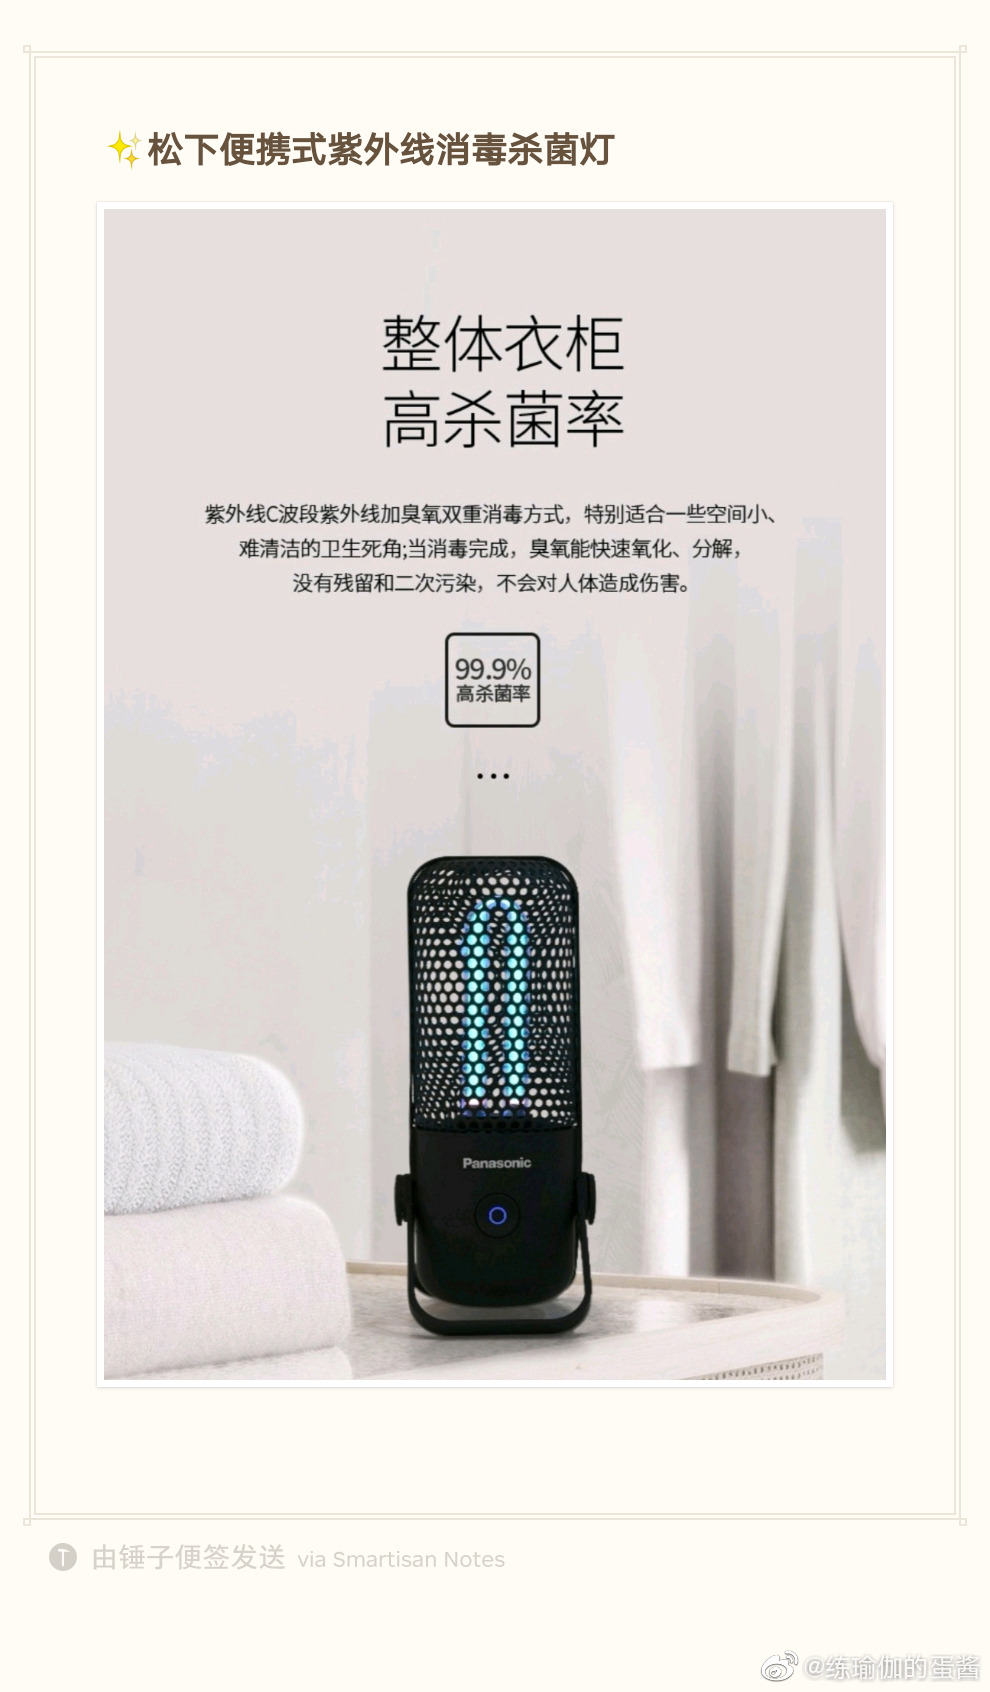 ✨松下便携式紫外线消毒杀菌灯
整体衣柜
高杀菌率
紫外线C波段紫外线加臭氧双重消毒方式，特别适合一些空间小、
难清洁的卫生死角;当消毒完成，臭氧能快速氧化、分解，
没有残留和二次污染，不会对人体造成伤害。
99.9%
高杀菌率
...
Panasonic
T 由锤子便签发送 via Smartisan Notes
@练瑜伽的蛋酱